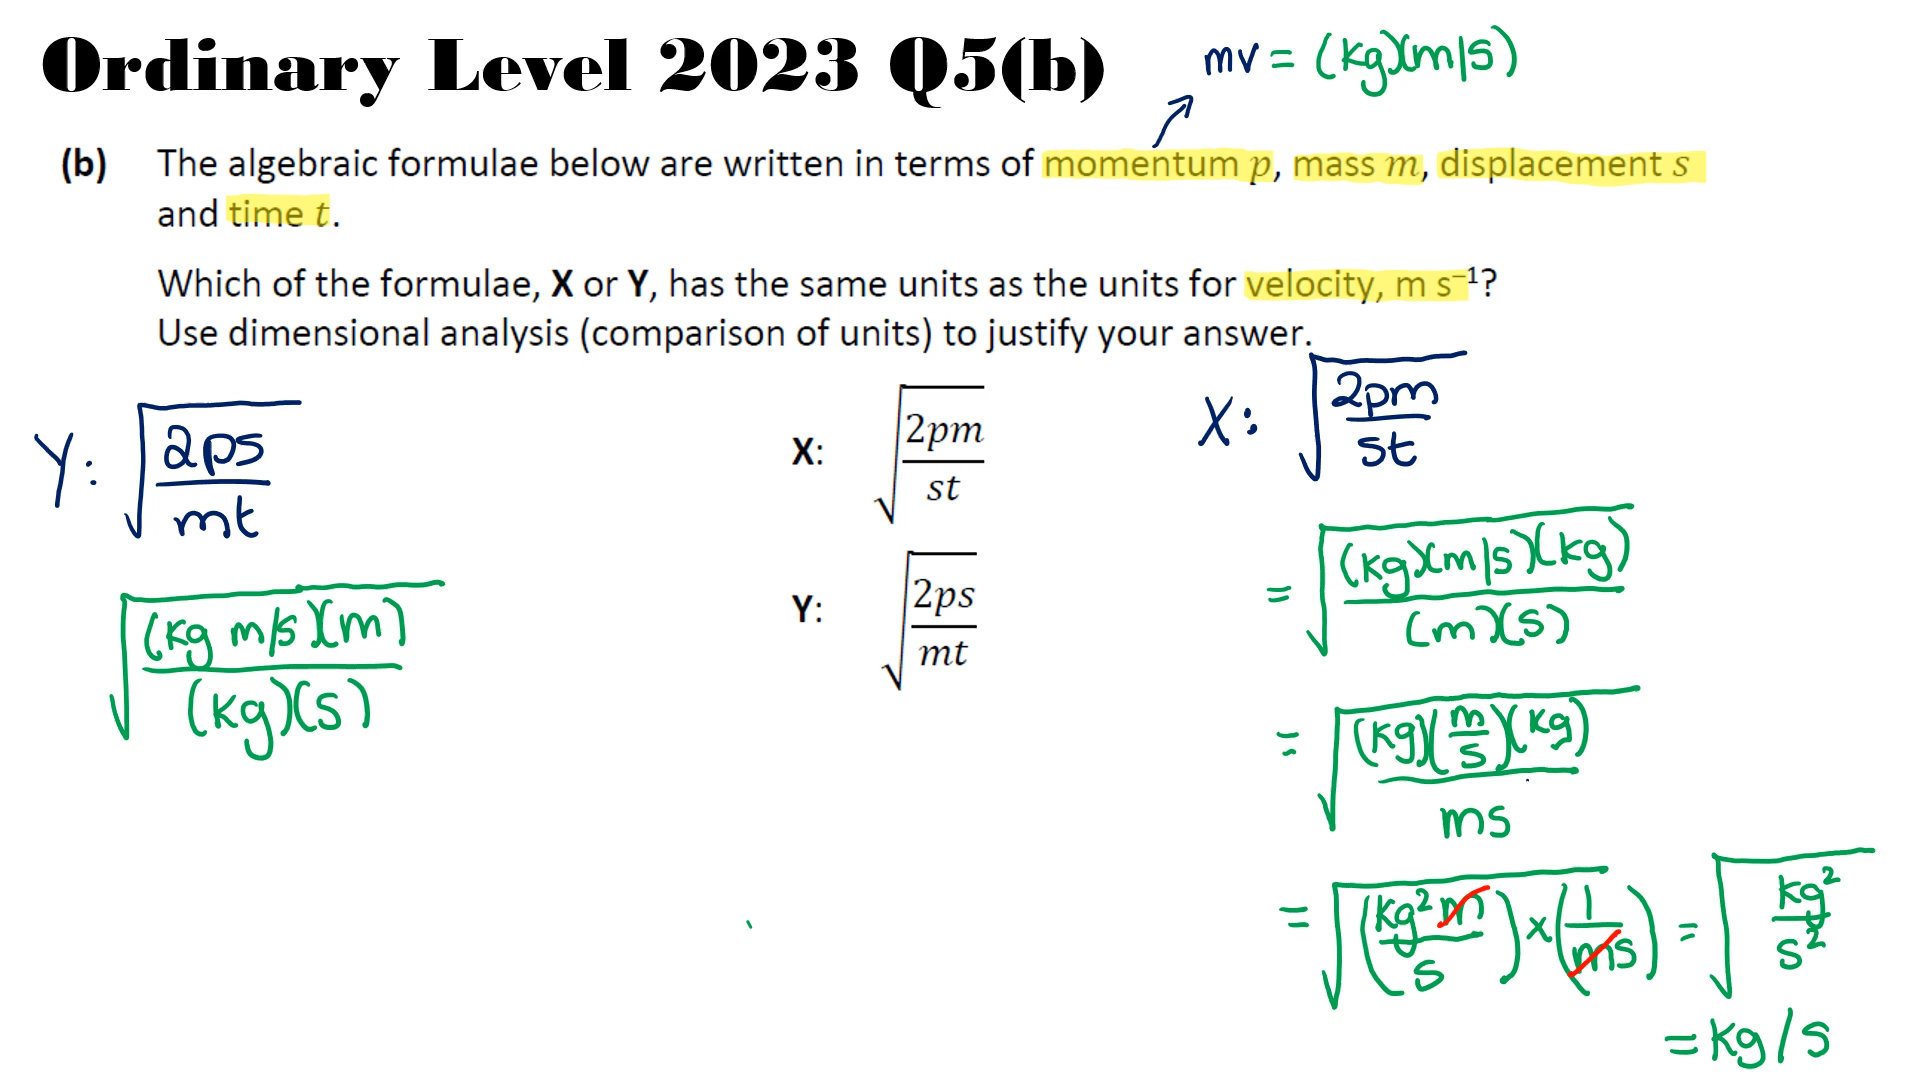 Ordinary Level 2023 Q5(b)
mv = (kg)(m/s)
(b) The algebraic formulae below are written in terms of momentum p, mass m, displacement s
and time t.
Which of the formulae, X or Y, has the same units as the units for velocity, m s⁻¹?
Use dimensional analysis (comparison of units) to justify your answer.
Y: √(2ps/mt)
√((kg m/s)(m)/(kg)(s))
X: √(2pm/st)
Y: √(2ps/mt)
X: √(2pm/st)
= √((kg)(m/s)(kg)/(m)(s))
= √((kg)(m/s)(kg)/ms)
= √((kg² m/s) x (1/ms)) = √(kg²/s²)
= kg/s